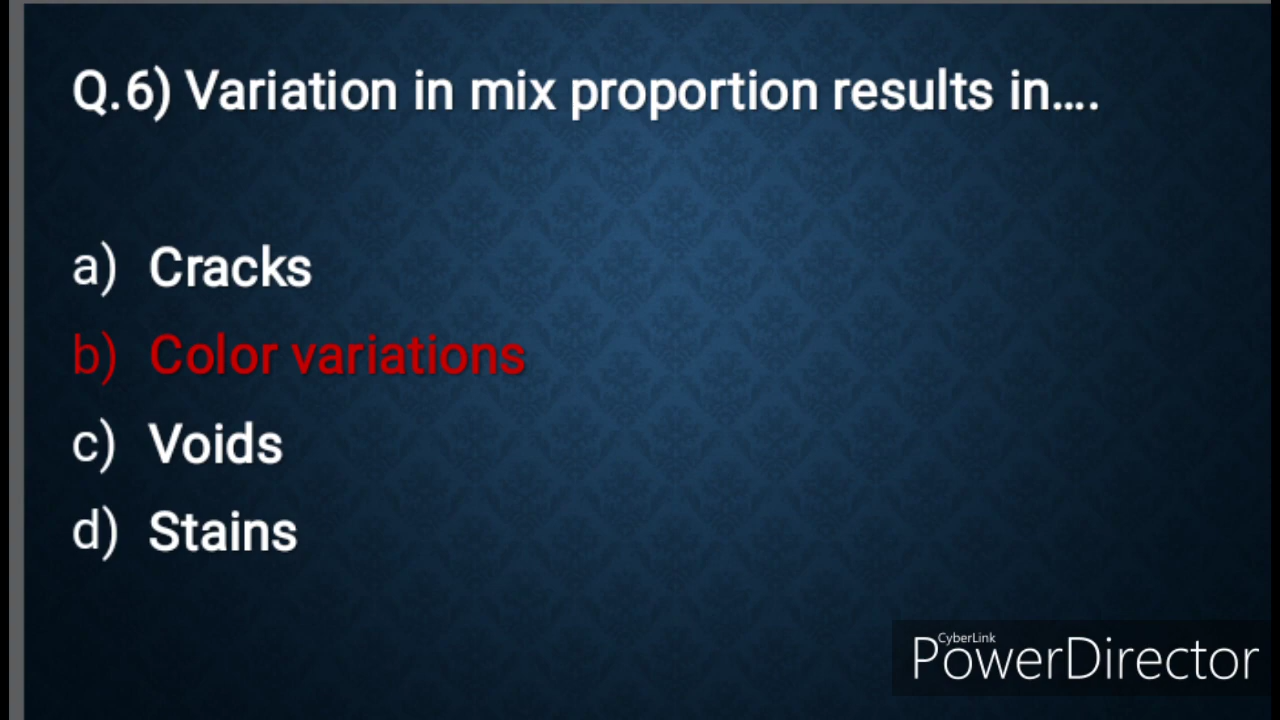 Q.6) Variation in mix proportion results in....
a) Cracks
b) Color variations
c) Voids
d) Stains
CyberLink
PowerDirector